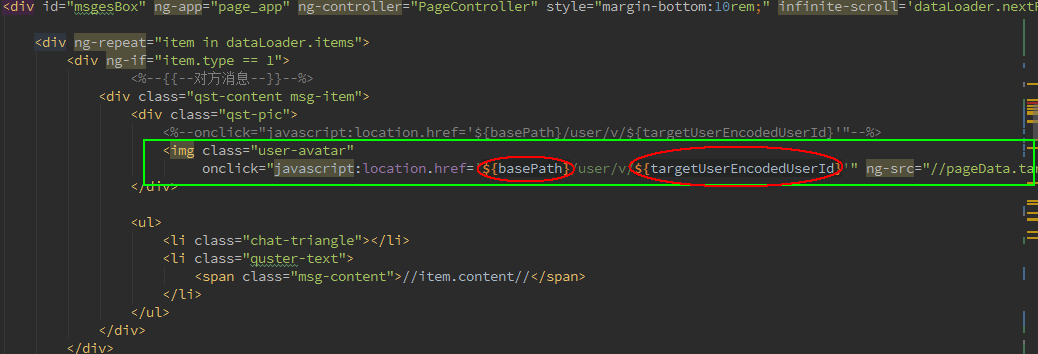 <div id="msgesBox" ng-app="page_app" ng-controller="PageController" style="margin-bottom:10rem;" infinite-scroll='dataLoader.nextP
<div ng-repeat="item in dataLoader.items">
<div ng-if="item.type == 1">
<%--{{--对方消息--}}--%>
<div class="qst-content msg-item">
<div class="qst-pic">
<%--onclick="javascript:location.href='${basePath}/user/v/${targetUserEncodedUserId}'"--%>
<img class="user-avatar"
onclick="javascript:location.href='${basePath}/user/v/${targetUserEncodedUserId}'" ng-src="//pageData.tar
</div>
<ul>
<li class="chat-triangle"></li>
<li class="quster-text">
<span class="msg-content">//item.content//</span>
</li>
</ul>
</div>
</div>